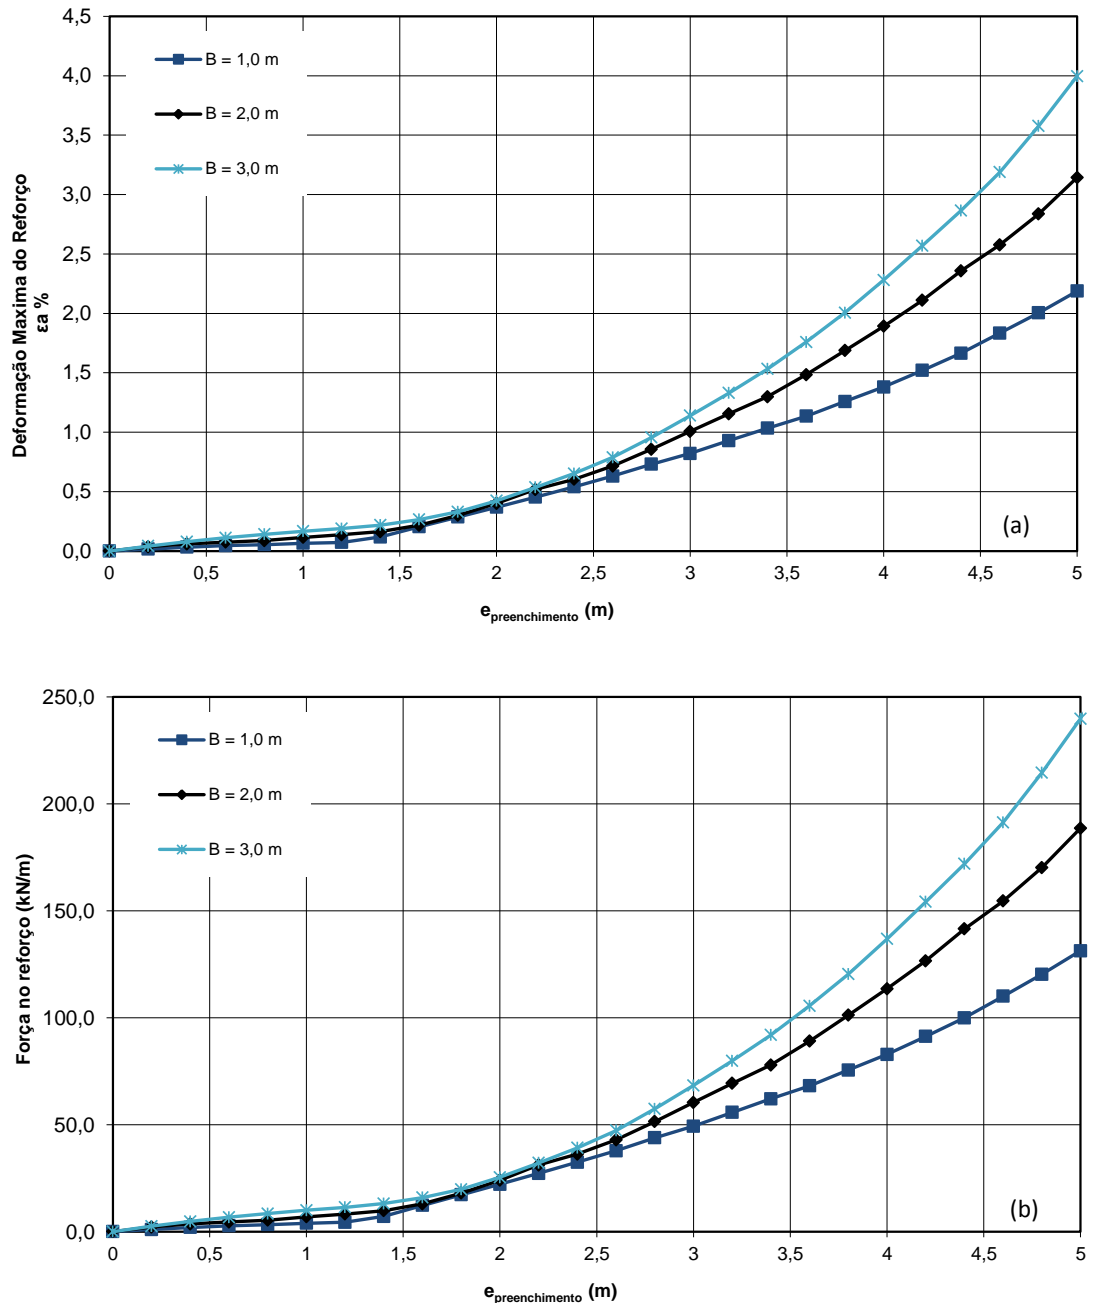 4,5
4,0
3,5
3,0
2,5
2,0
1,5
1,0
0,5
0,0
Deformação Maxima do Reforço
εa %
B = 1,0 m
B = 2,0 m
B = 3,0 m
(a)
0 0,5 1 1,5 2 2,5 3 3,5 4 4,5 5
e preenchimento (m)
250,0
200,0
150,0
100,0
50,0
0,0
Força no reforço (kN/m)
B = 1,0 m
B = 2,0 m
B = 3,0 m
(b)
0 0,5 1 1,5 2 2,5 3 3,5 4 4,5 5
e preenchimento (m)